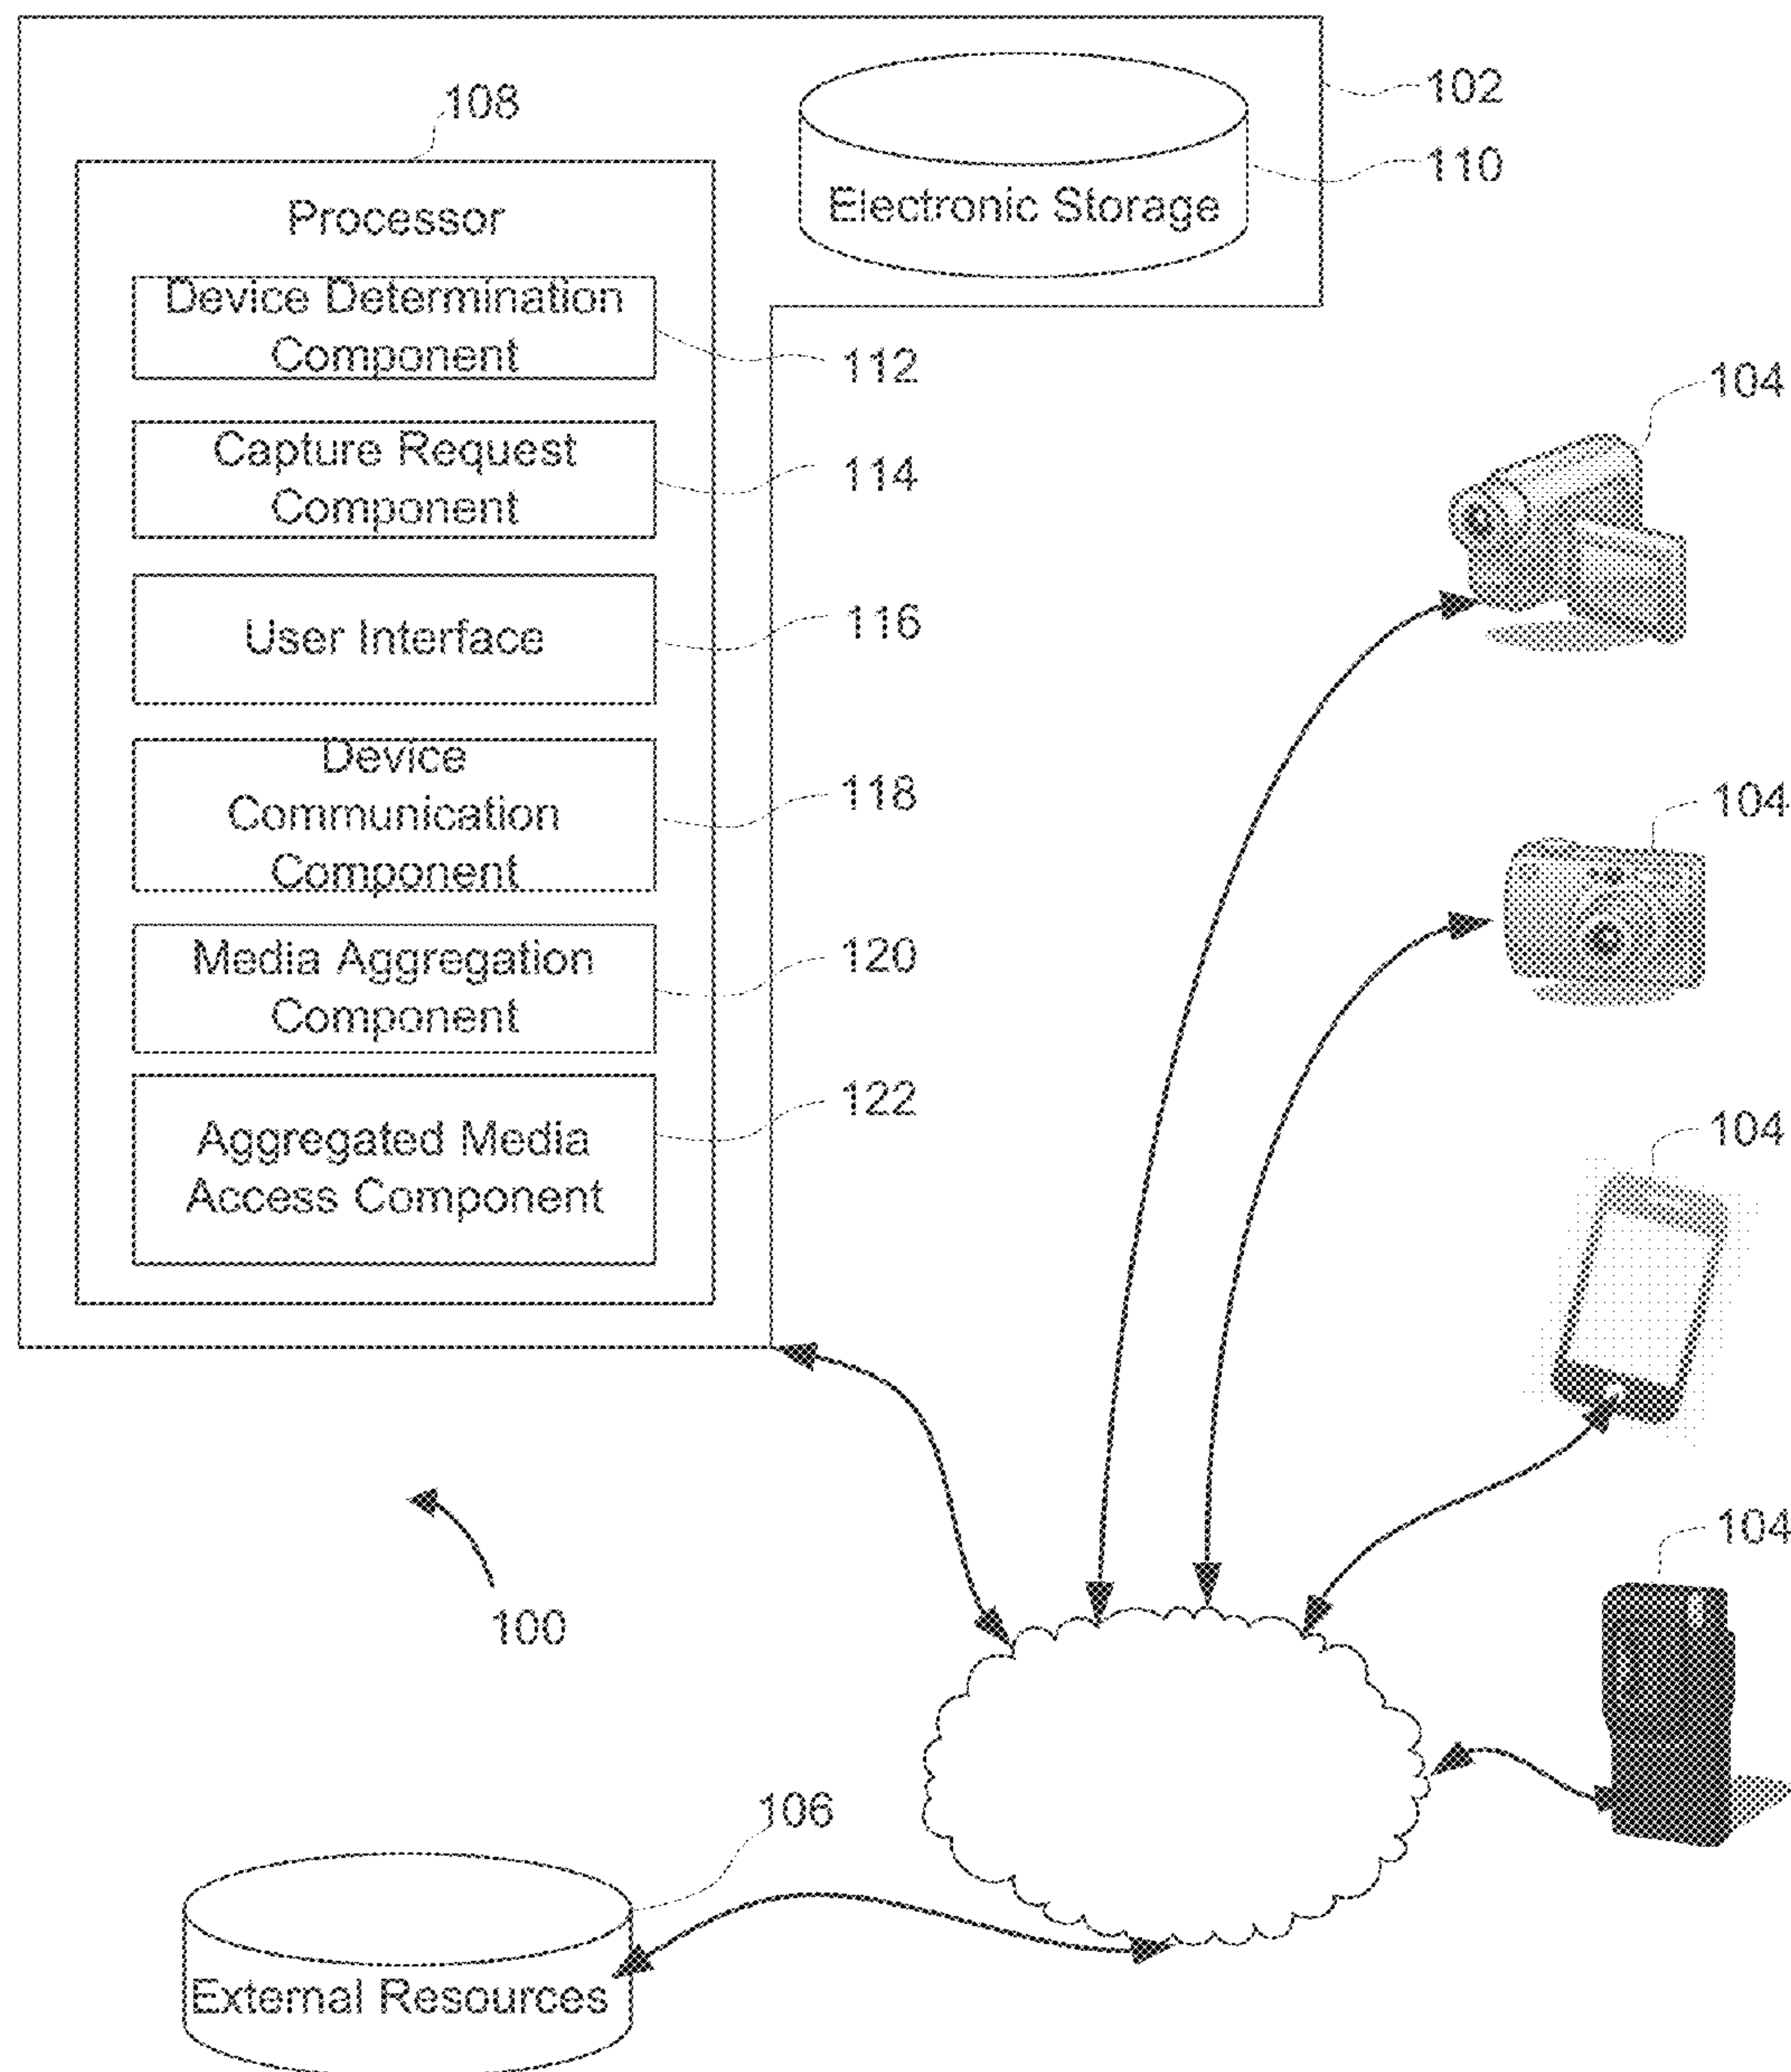 102
108
110
Electronic Storage
Processor
Device Determination
Component
112
Capture Request
Component
114
User Interface
116
Device
Communication
Component
118
Media Aggregation
Component
120
Aggregated Media
Access Component
122
104
104
104
104
100
106
External Resources